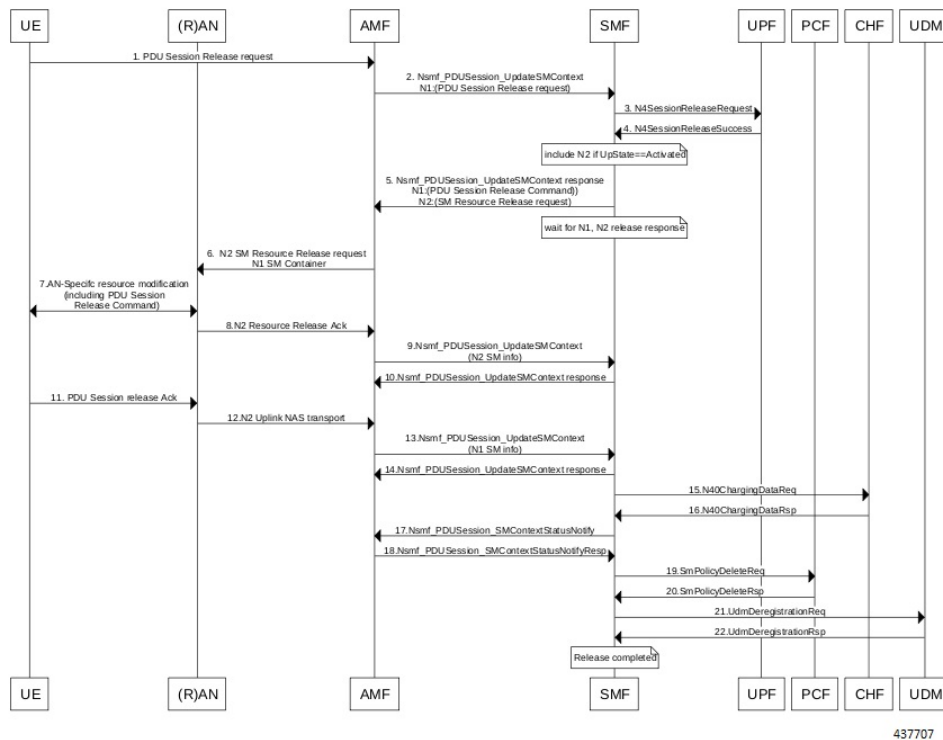 UE (R)AN AMF SMF UPF PCF CHF UDM
1. PDU Session Release request
2. Nsmf_PDUSession_UpdateSMContext
N1:(PDU Session Release request)
3. N4SessionReleaseRequest
4. N4SessionReleaseSuccess
include N2 if UpState==Activated
5. Nsmf_PDUSession_UpdateSMContext response
N1:(PDU Session Release Command))
N2:(SM Resource Release request)
wait for N1, N2 release response
6. N2 SM Resource Release request
N1 SM Container
7.AN-Specifc resource modification
(including PDU Session
Release Command)
8.N2 Resource Release Ack
9.Nsmf_PDUSession_UpdateSMContext
(N2 SM info)
10.Nsmf_PDUSession_UpdateSMContext response
11. PDU Session release Ack
12.N2 Uplink NAS transport
13.Nsmf_PDUSession_UpdateSMContext
(N1 SM info)
14.Nsmf_PDUSession_UpdateSMContext response
15.N40ChargingDataReq
16.N40ChargingDataRsp
17.Nsmf_PDUSession_SMContextStatusNotify
18.Nsmf_PDUSession_SMContextStatusNotifyResp
19.SmPolicyDeleteReq
20.SmPolicyDeleteRsp
21.UdmDeregistrationReq
22.UdmDeregistrationRsp
Release completed
UE (R)AN AMF SMF UPF PCF CHF UDM
437707